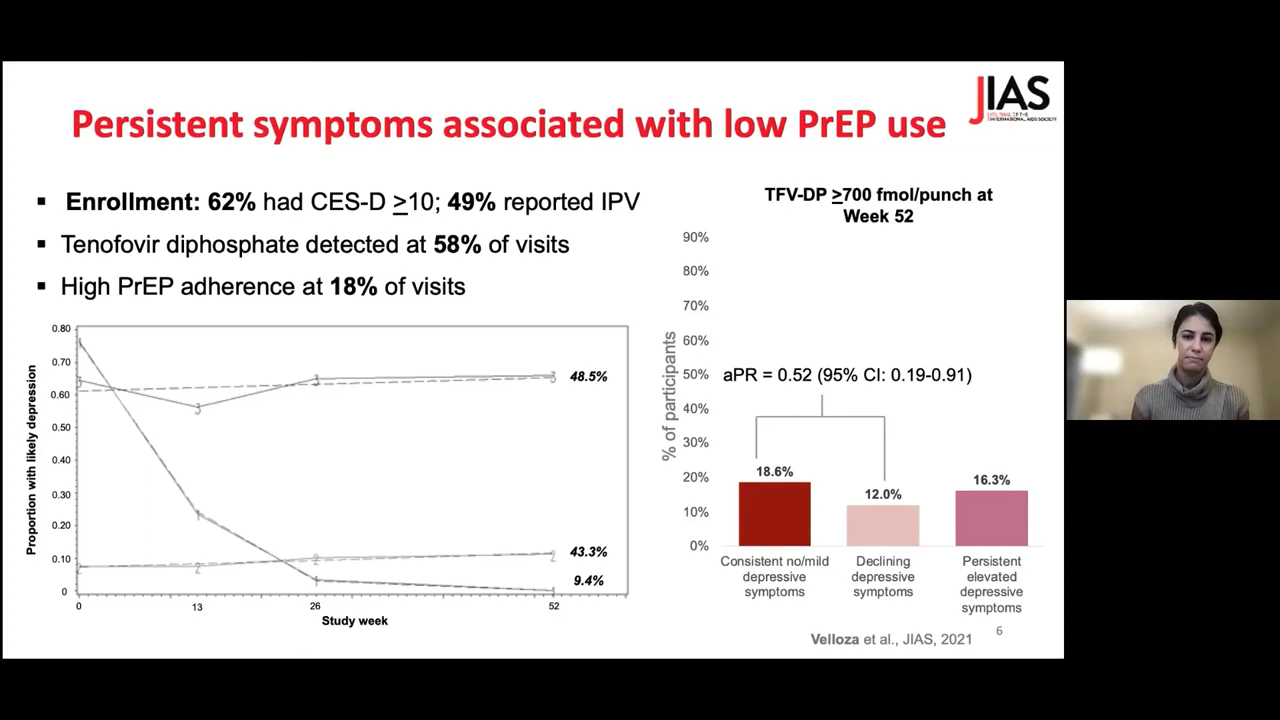 Persistent symptoms associated with low PrEP use
JIAS
JOURNAL OF THE
INTERNATIONAL AIDS SOCIETY
▪ Enrollment: 62% had CES-D ≥10; 49% reported IPV
▪ Tenofovir diphosphate detected at 58% of visits
▪ High PrEP adherence at 18% of visits
Proportion with likely depression
0.80
0.70
0.60
0.50
0.40
0.30
0.20
0.10
0
0 13 26 52
Study week
48.5%
43.3%
9.4%
TFV-DP ≥700 fmol/punch at
Week 52
% of participants
90%
80%
70%
60%
50%
40%
30%
20%
10%
0%
aPR = 0.52 (95% CI: 0.19-0.91)
18.6%
12.0%
16.3%
Consistent no/mild
depressive
symptoms
Declining
depressive
symptoms
Persistent
elevated
depressive
symptoms
Velloza et al., JIAS, 2021
6